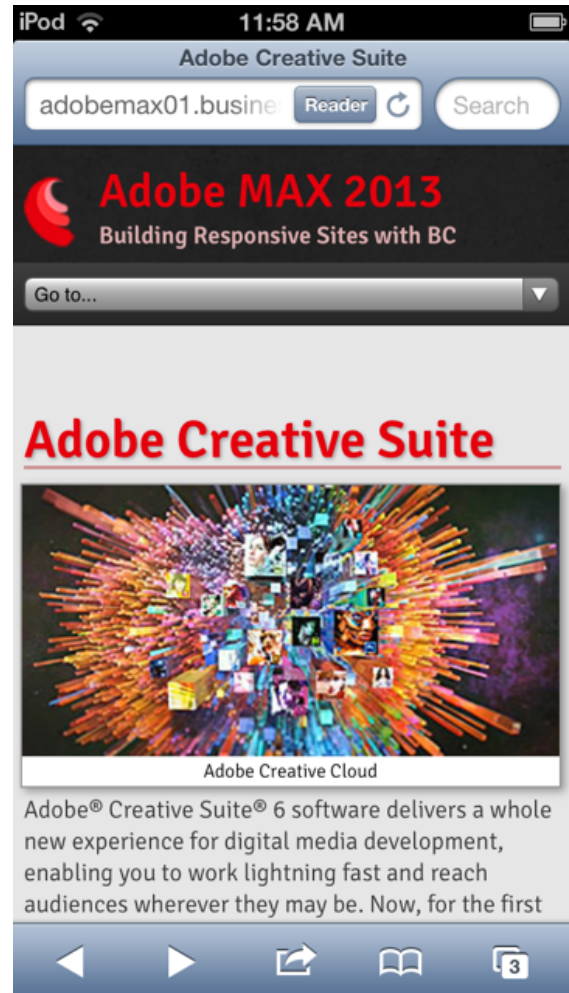 iPod
11:58 AM
Adobe Creative Suite
adobemax01.busine
Reader
Search
Adobe MAX 2013
Building Responsive Sites with BC
Go to...
Adobe Creative Suite
Adobe Creative Cloud
Adobe® Creative Suite® 6 software delivers a whole
new experience for digital media development,
enabling you to work lightning fast and reach
audiences wherever they may be. Now, for the first
3